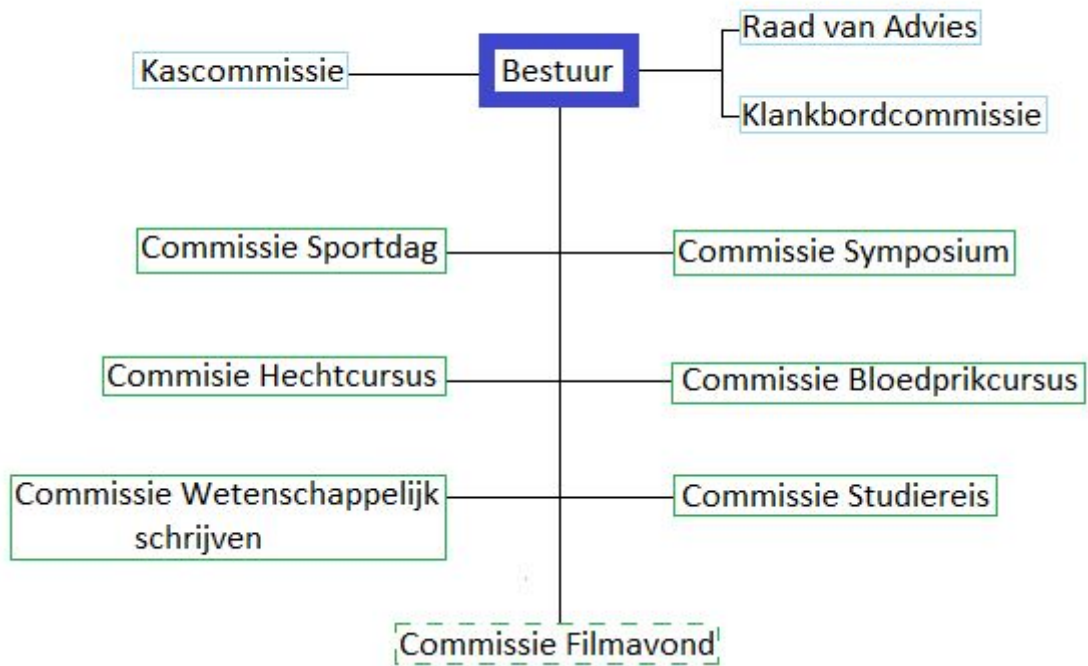 Raad van Advies
Kascommissie
Bestuur
Klankbordcommissie
Commissie Sportdag
Commissie Symposium
Commisie Hechtcursus
Commissie Bloedprikcursus
Commissie Wetenschappelijk
schrijven
Commissie Studiereis
Commissie Filmavond